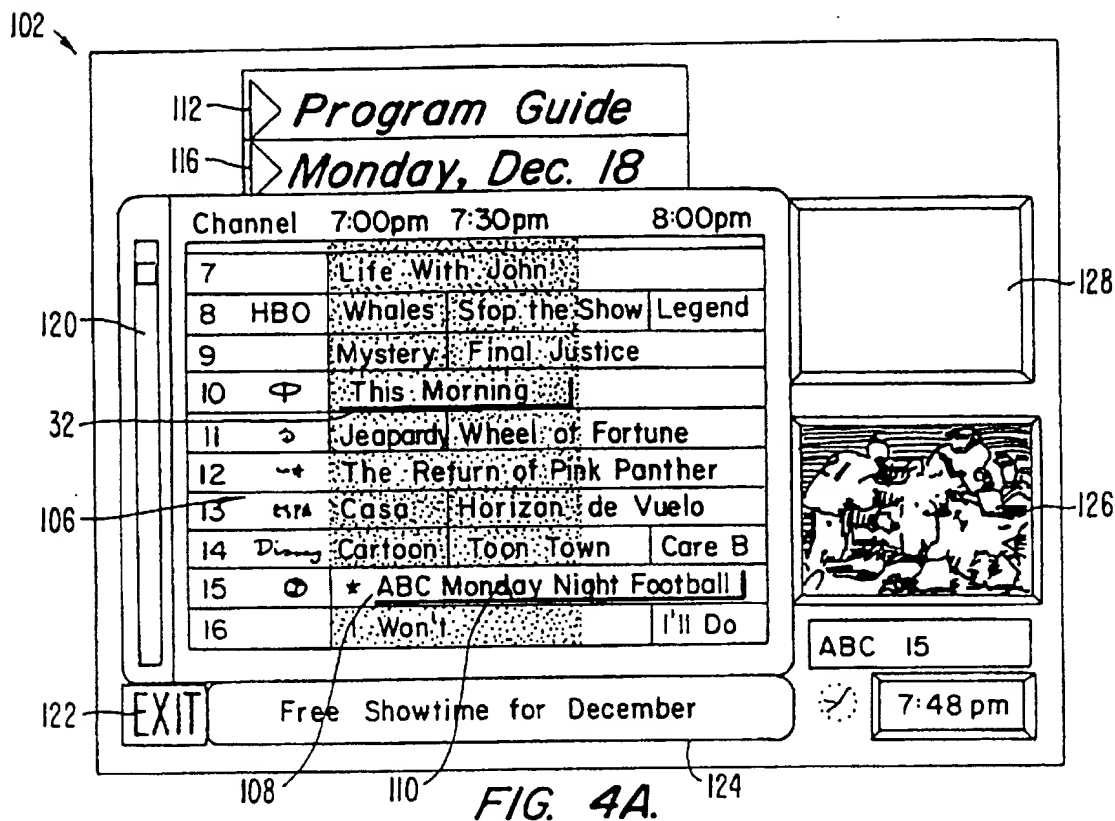 102
112 Program Guide
116 Monday, Dec. 18
Channel 7:00pm 7:30pm 8:00pm
7 Life With John
8 HBO Whales Stop the Show Legend
9 Mystery Final Justice
10 This Morning
11 Jeapardy Wheel of Fortune
12 The Return of Pink Panther
13 Casa Horizon de Vuelo
14 Disney Cartoon Toon Town Care B
15 ★ ABC Monday Night Football
16 I Won't I'll Do
120
32
106
128
126
ABC 15
7:48 pm
122 EXIT Free Showtime for December
108 110 124
FIG. 4A.